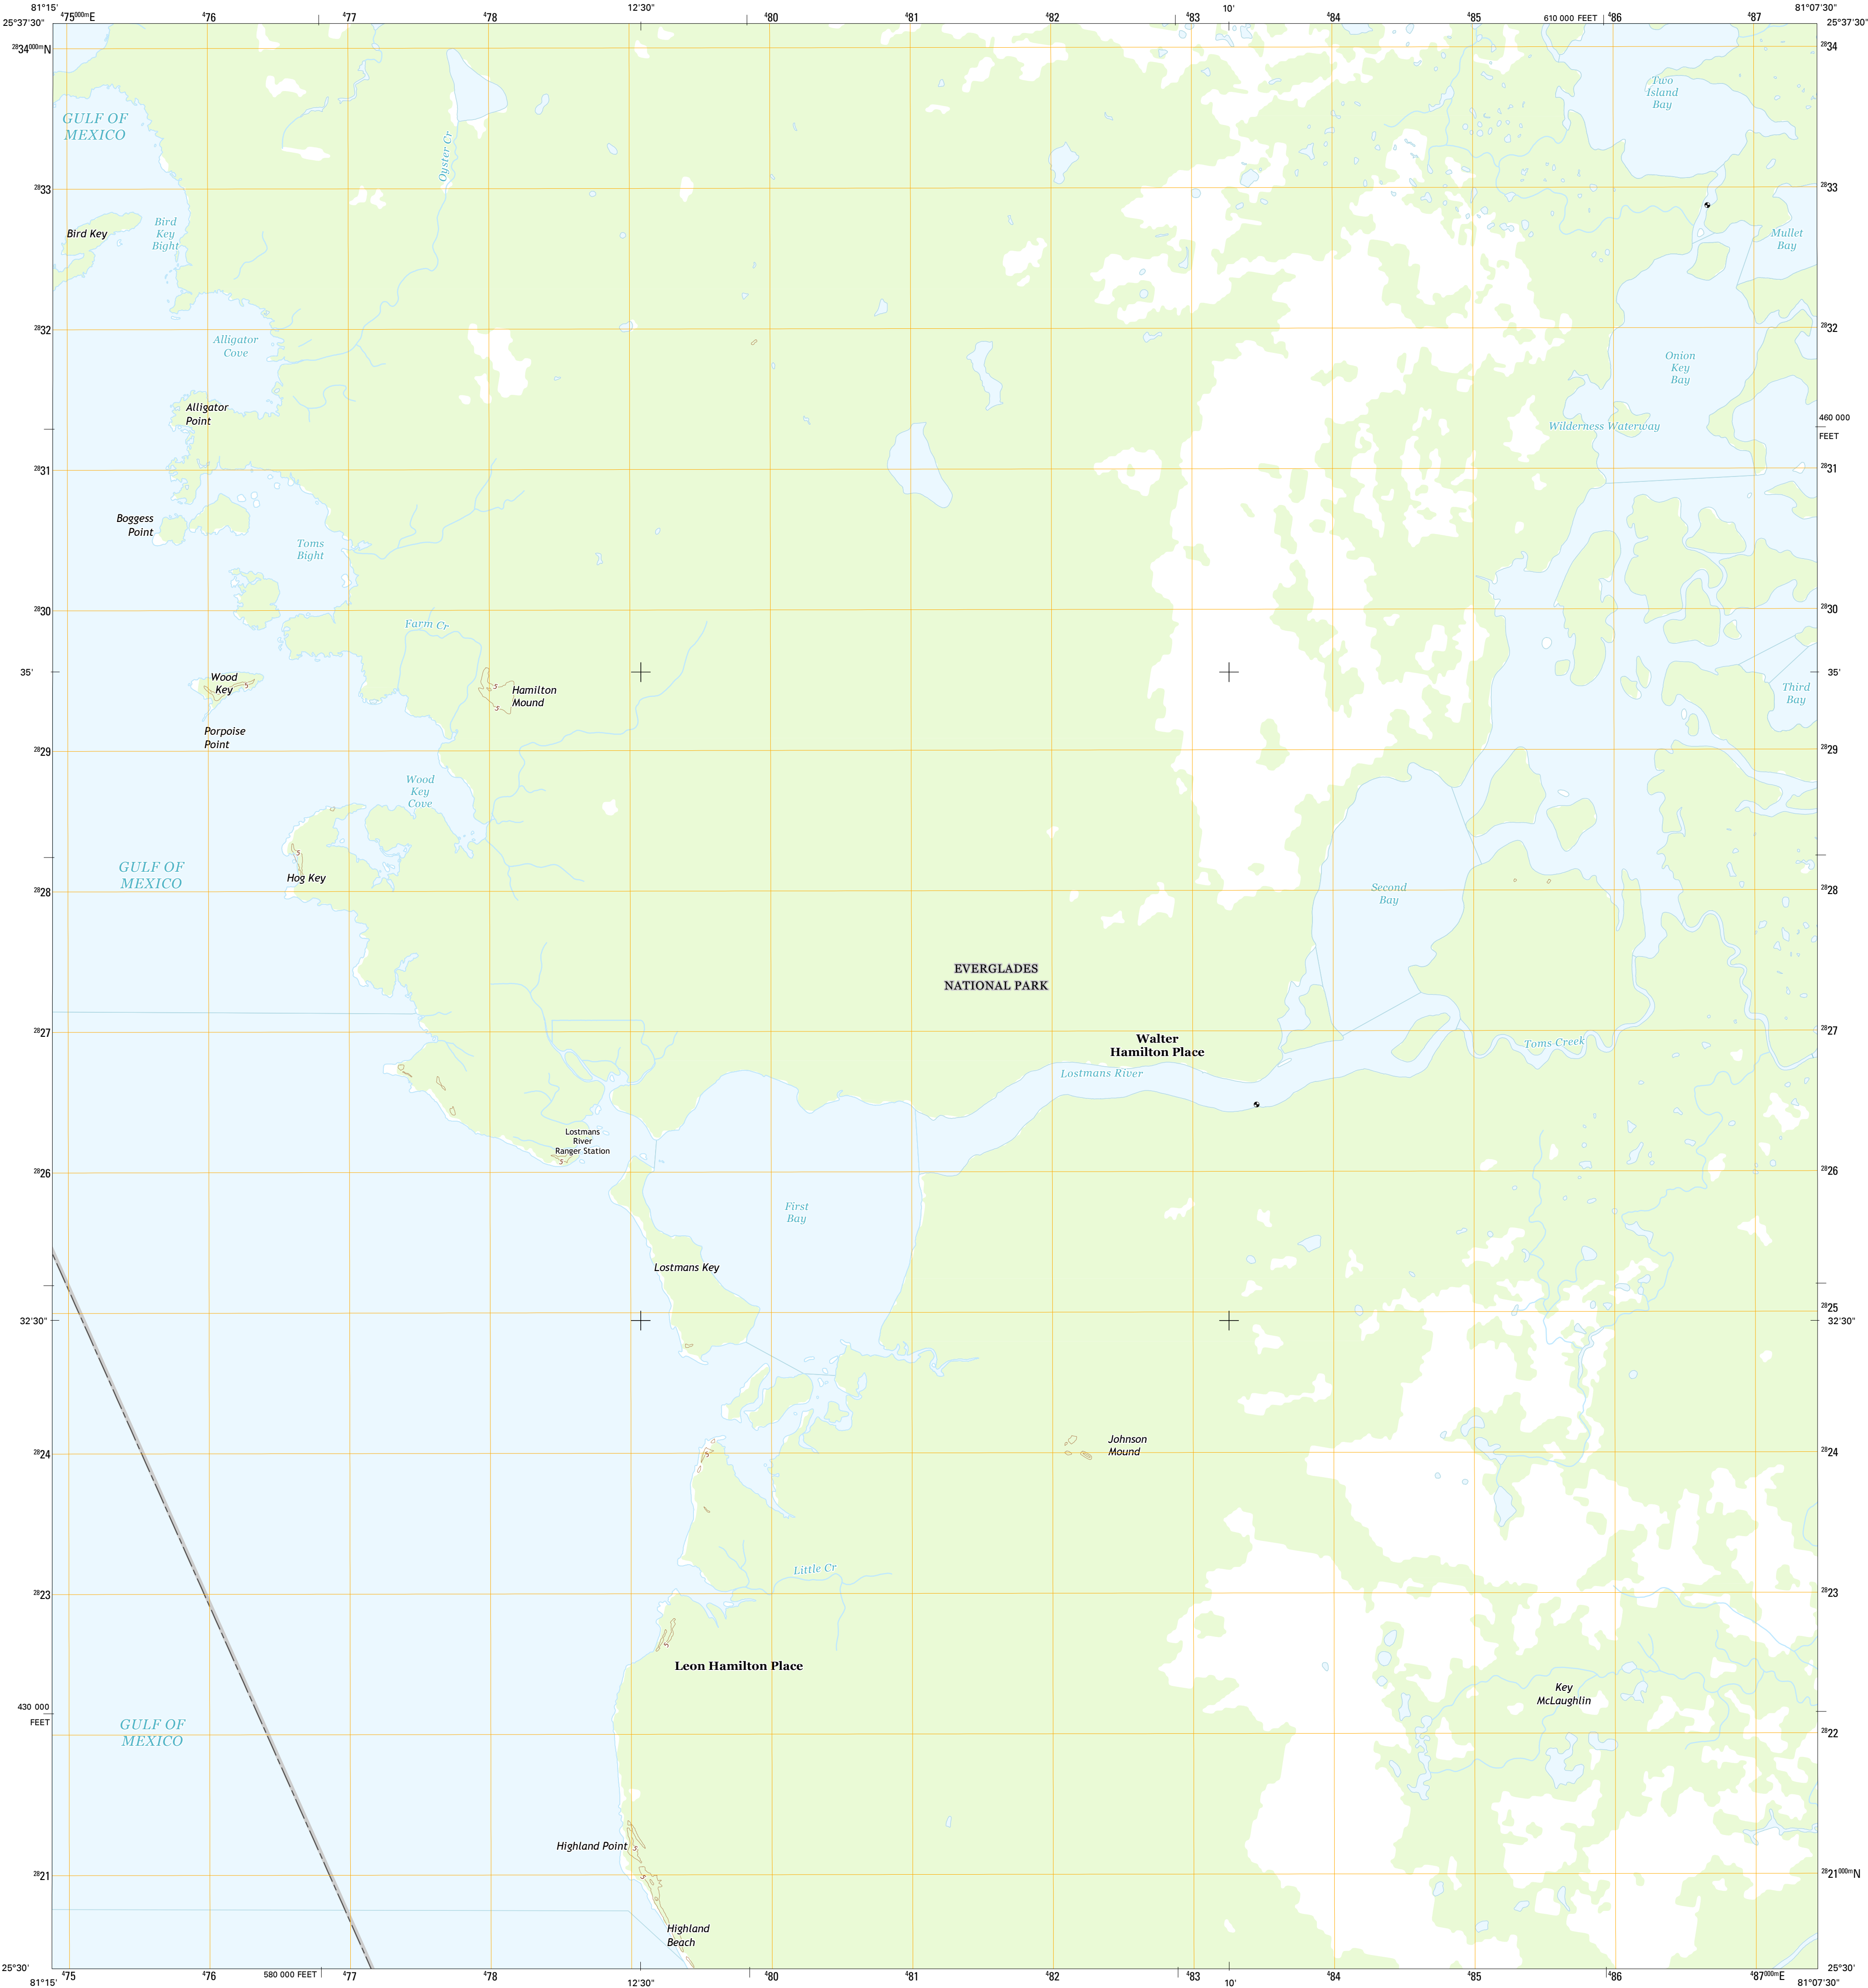 81°15'
⁴75⁰⁰⁰ᵐE
⁴76
⁴77
⁴78
12'30"
⁴80
⁴81
⁴82
⁴83
10'
⁴84
⁴85
610 000 FEET
⁴86
⁴87
81°07'30"
25°37'30"
25°37'30"
²⁸34⁰⁰⁰ᵐN
²⁸34
Two
Island
Bay
GULF OF
MEXICO
Oyster Cr
²⁸33
²⁸33
Bird Key
Bird
Key
Bight
Mullet
Bay
²⁸32
²⁸32
Alligator
Cove
Onion
Key
Bay
Alligator
Point
460 000
FEET
Wilderness Waterway
²⁸31
²⁸31
Boggess
Point
Toms
Bight
²⁸30
²⁸30
Farm Cr
35'
35'
Wood
Key
5
5
Hamilton
Mound
5
Third
Bay
Porpoise
Point
²⁸29
²⁸29
Wood
Key
Cove
5
GULF OF
MEXICO
Hog Key
²⁸28
²⁸28
Second
Bay
EVERGLADES
NATIONAL PARK
²⁸27
²⁸27
Walter
Hamilton Place
Toms Creek
Lostmans River
Lostmans
River
Ranger Station
5
²⁸26
²⁸26
First
Bay
Lostmans Key
²⁸25
32'30"
32'30"
Johnson
Mound
5
²⁸24
²⁸24
Little Cr
²⁸23
²⁸23
5
Leon Hamilton Place
Key
McLaughlin
430 000
FEET
GULF OF
MEXICO
²⁸22
Highland Point
5
5
²⁸21
²⁸21⁰⁰⁰ᵐN
Highland
Beach
25°30'
25°30'
81°15'
⁴75
⁴76
580 000 FEET
⁴77
⁴78
12'30"
⁴80
⁴81
⁴82
⁴83
10'
⁴84
⁴85
⁴86
⁴87⁰⁰⁰ᵐE
81°07'30"